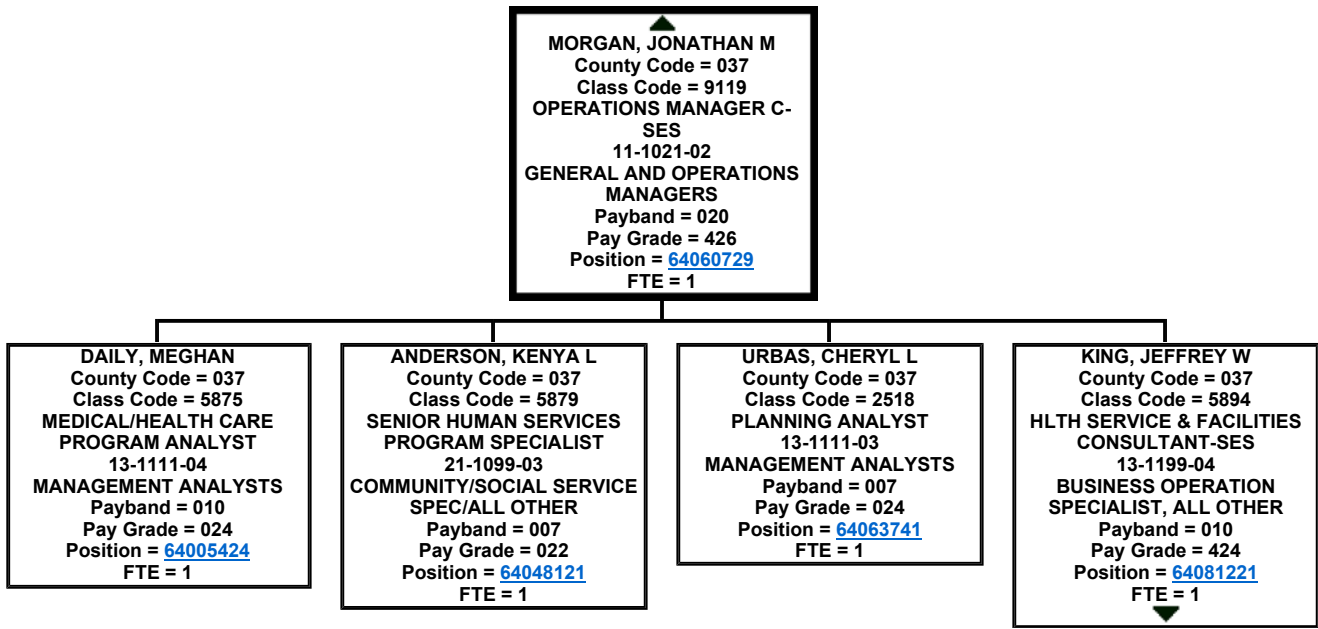 MORGAN, JONATHAN M
County Code = 037
Class Code = 9119
OPERATIONS MANAGER C-
SES
11-1021-02
GENERAL AND OPERATIONS
MANAGERS
Payband = 020
Pay Grade = 426
Position = 64060729
FTE = 1
DAILY, MEGHAN
County Code = 037
Class Code = 5875
MEDICAL/HEALTH CARE
PROGRAM ANALYST
13-1111-04
MANAGEMENT ANALYSTS
Payband = 010
Pay Grade = 024
Position = 64005424
FTE = 1
ANDERSON, KENYA L
County Code = 037
Class Code = 5879
SENIOR HUMAN SERVICES
PROGRAM SPECIALIST
21-1099-03
COMMUNITY/SOCIAL SERVICE
SPEC/ALL OTHER
Payband = 007
Pay Grade = 022
Position = 64048121
FTE = 1
URBAS, CHERYL L
County Code = 037
Class Code = 2518
PLANNING ANALYST
13-1111-03
MANAGEMENT ANALYSTS
Payband = 007
Pay Grade = 024
Position = 64063741
FTE = 1
KING, JEFFREY W
County Code = 037
Class Code = 5894
HLTH SERVICE & FACILITIES
CONSULTANT-SES
13-1199-04
BUSINESS OPERATION
SPECIALIST, ALL OTHER
Payband = 010
Pay Grade = 424
Position = 64081221
FTE = 1